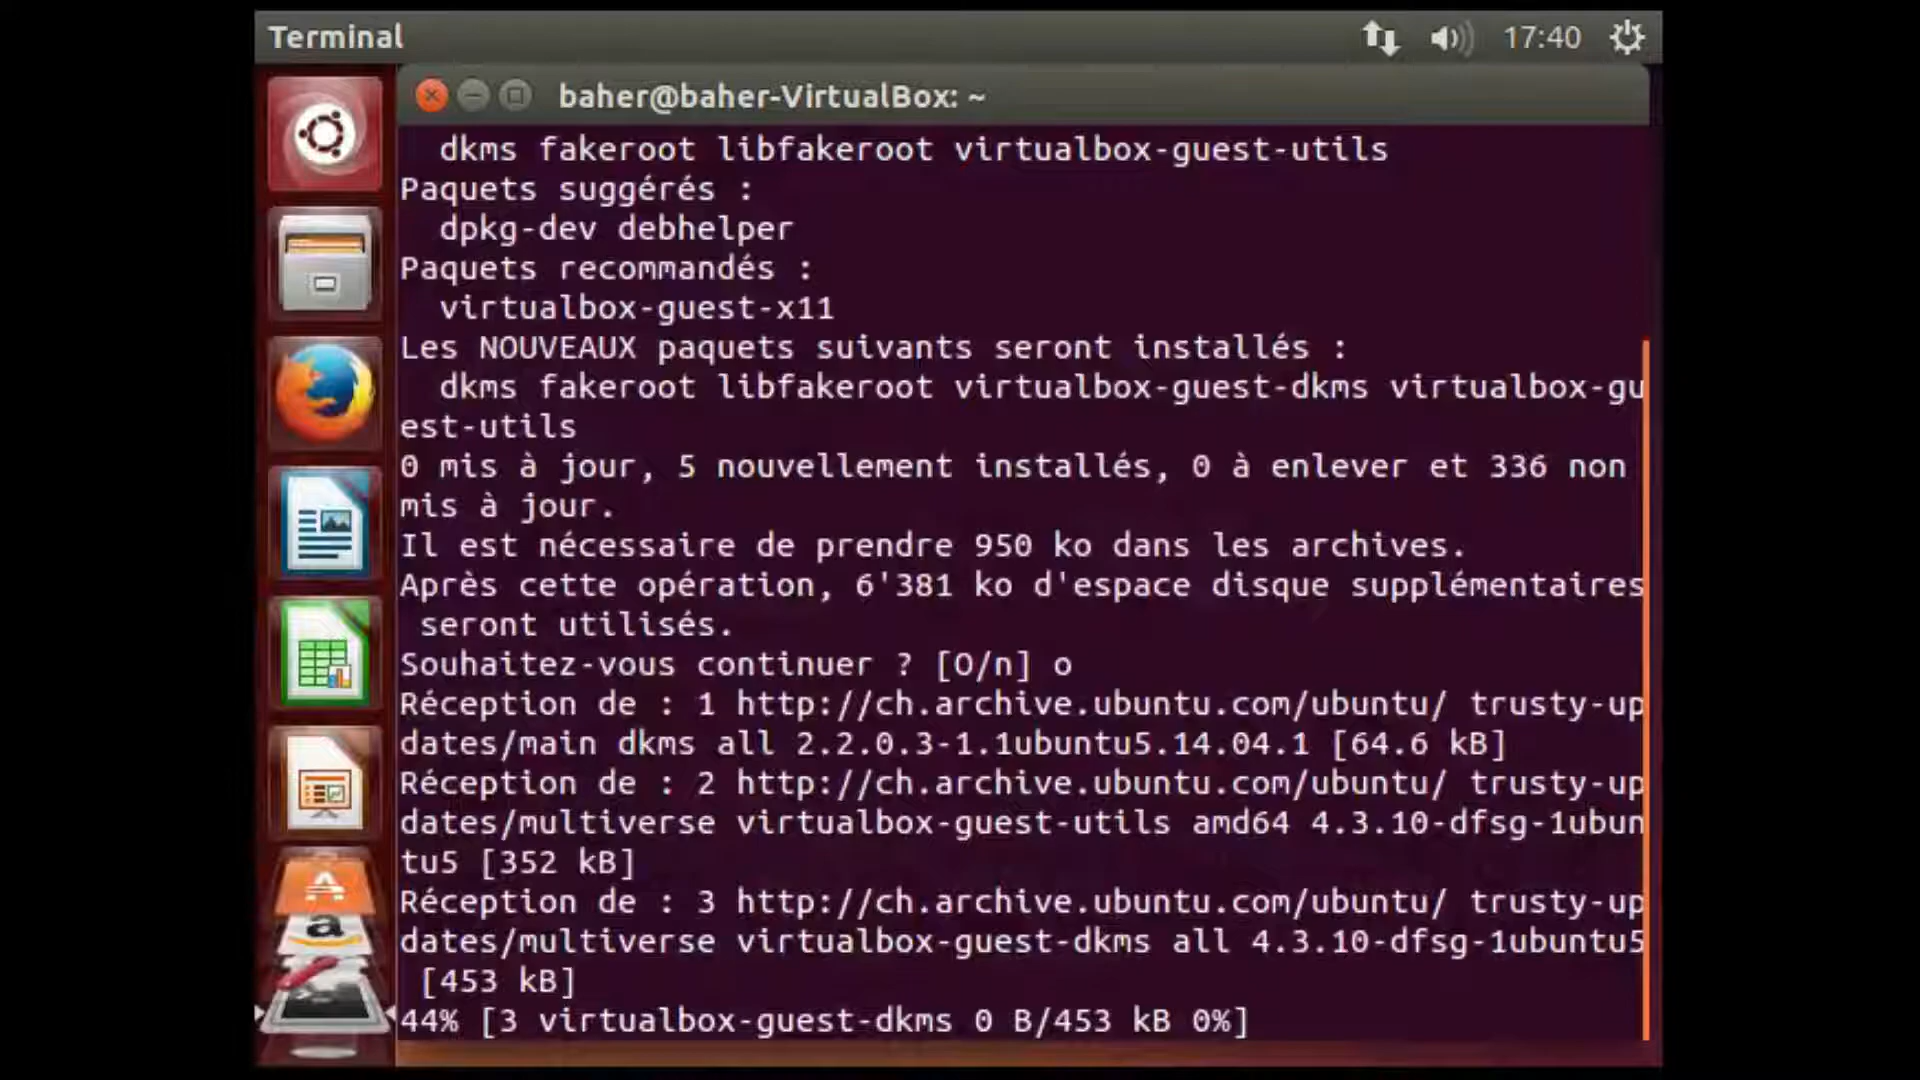 Terminal
17:40
baher@baher-VirtualBox: ~
dkms fakeroot libfakeroot virtualbox-guest-utils
Paquets suggérés :
dpkg-dev debhelper
Paquets recommandés :
virtualbox-guest-x11
Les NOUVEAUX paquets suivants seront installés :
dkms fakeroot libfakeroot virtualbox-guest-dkms virtualbox-gu
est-utils
0 mis à jour, 5 nouvellement installés, 0 à enlever et 336 non
mis à jour.
Il est nécessaire de prendre 950 ko dans les archives.
Après cette opération, 6'381 ko d'espace disque supplémentaires
seront utilisés.
Souhaitez-vous continuer ? [O/n] o
Réception de : 1 http://ch.archive.ubuntu.com/ubuntu/ trusty-up
dates/main dkms all 2.2.0.3-1.1ubuntu5.14.04.1 [64.6 kB]
Réception de : 2 http://ch.archive.ubuntu.com/ubuntu/ trusty-up
dates/multiverse virtualbox-guest-utils amd64 4.3.10-dfsg-1ubun
tu5 [352 kB]
Réception de : 3 http://ch.archive.ubuntu.com/ubuntu/ trusty-up
dates/multiverse virtualbox-guest-dkms all 4.3.10-dfsg-1ubuntu5
[453 kB]
44% [3 virtualbox-guest-dkms 0 B/453 kB 0%]
a